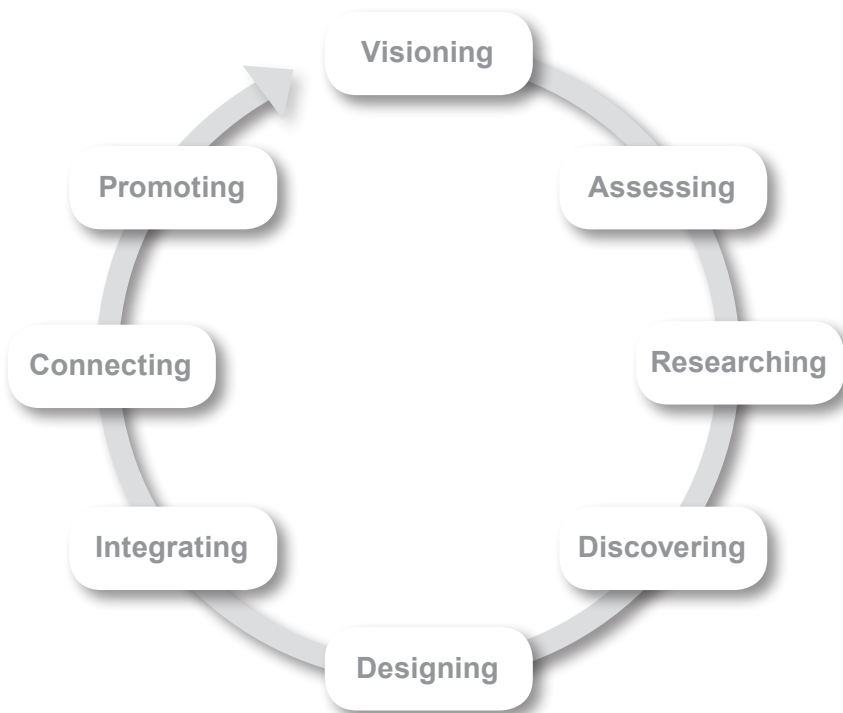 Visioning
Assessing
Researching
Discovering
Designing
Integrating
Connecting
Promoting